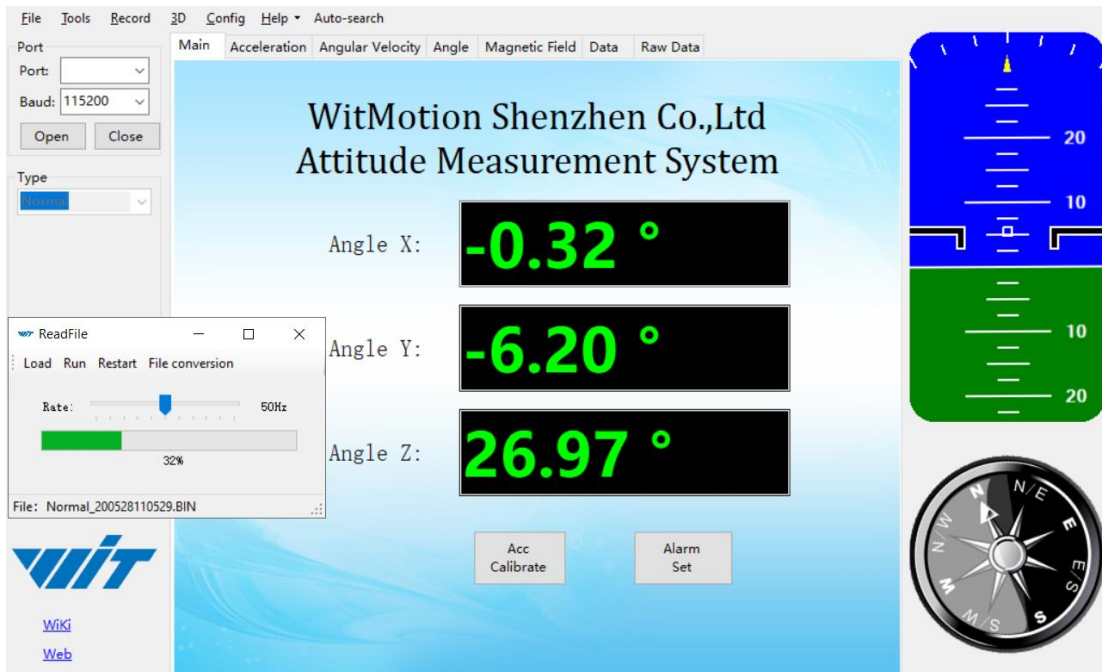 File Tools Record 3D Config Help Auto-search
Port
Port:
Baud: 115200
Open Close
Type
Normal
Main Acceleration Angular Velocity Angle Magnetic Field Data Raw Data
WitMotion Shenzhen Co.,Ltd
Attitude Measurement System
Angle X: -0.32 °
Angle Y: -6.20 °
Angle Z: 26.97 °
Acc
Calibrate
Alarm
Set
WIT ReadFile
Load Run Restart File conversion
Rate: 50Hz
32%
File: Normal_200528110529.BIN
WIT
WiKi
Web
20
10
10
20
N
N/E
E
E/S
S
S/W
W
N/W